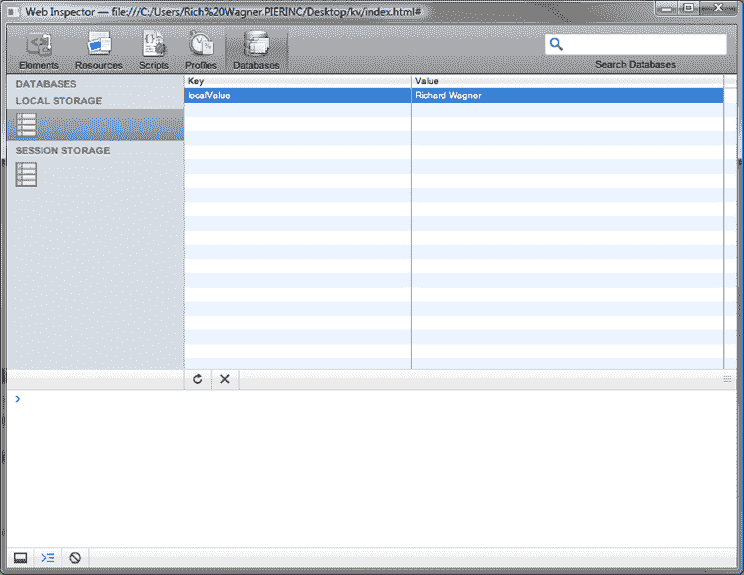 Web Inspector — file:///C:/Users/Rich%20Wagner.PIERINC/Desktop/kv/index.html#
Elements Resources Scripts Profiles Databases
Search Databases
DATABASES
LOCAL STORAGE
SESSION STORAGE
Key Value
localValue Richard Wagner